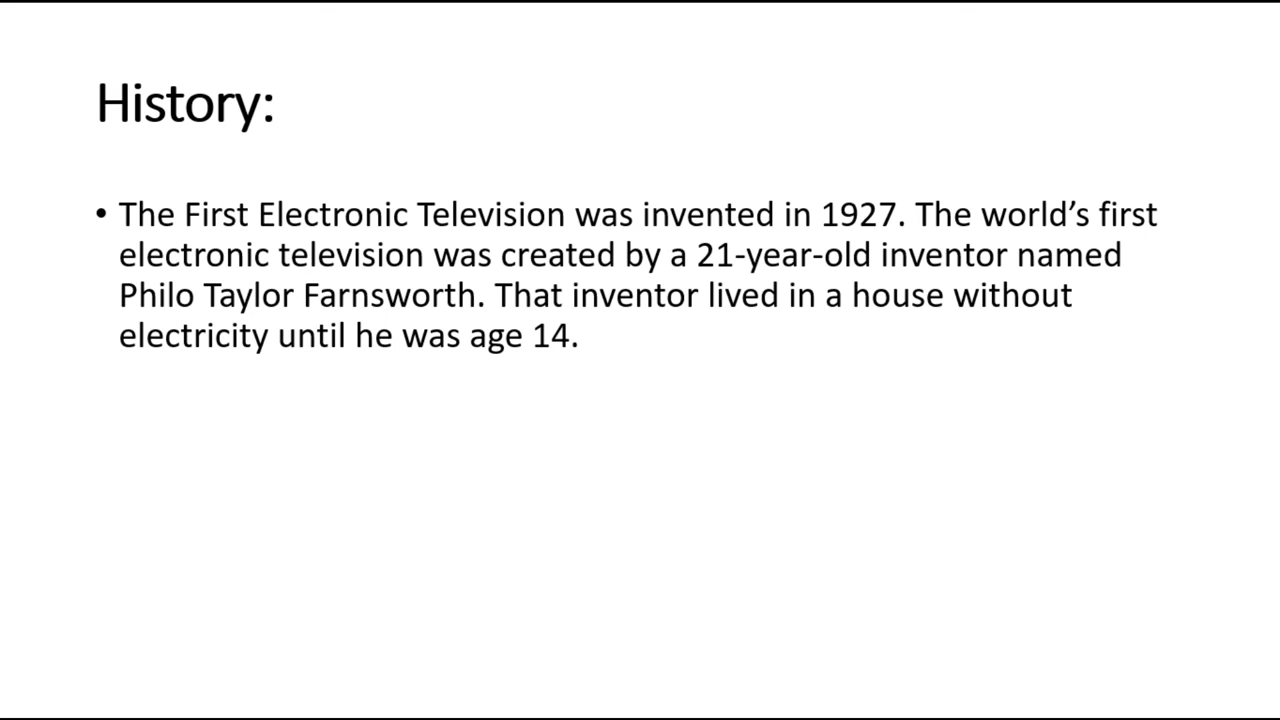 History:
• The First Electronic Television was invented in 1927. The world’s first
electronic television was created by a 21-year-old inventor named
Philo Taylor Farnsworth. That inventor lived in a house without
electricity until he was age 14.